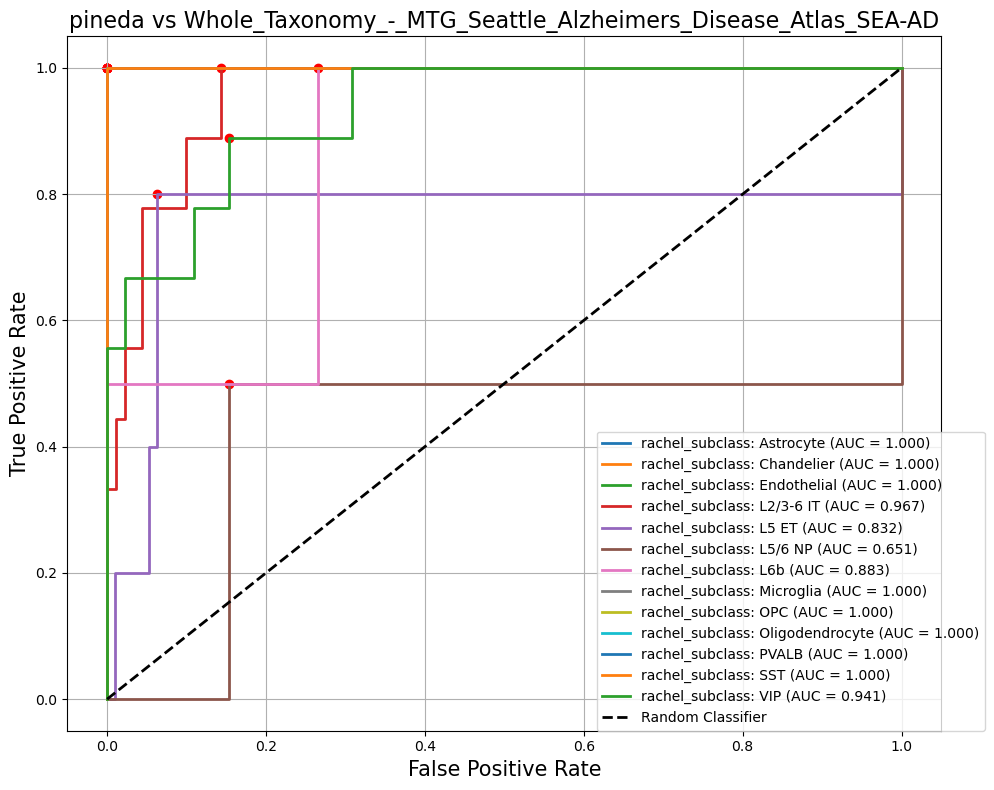 pineda vs Whole_Taxonomy_-_MTG_Seattle_Alzheimers_Disease_Atlas_SEA-AD
True Positive Rate
1.0
0.8
0.6
0.4
0.2
0.0
rachel_subclass: Astrocyte (AUC = 1.000)
rachel_subclass: Chandelier (AUC = 1.000)
rachel_subclass: Endothelial (AUC = 1.000)
rachel_subclass: L2/3-6 IT (AUC = 0.967)
rachel_subclass: L5 ET (AUC = 0.832)
rachel_subclass: L5/6 NP (AUC = 0.651)
rachel_subclass: L6b (AUC = 0.883)
rachel_subclass: Microglia (AUC = 1.000)
rachel_subclass: OPC (AUC = 1.000)
rachel_subclass: Oligodendrocyte (AUC = 1.000)
rachel_subclass: PVALB (AUC = 1.000)
rachel_subclass: SST (AUC = 1.000)
rachel_subclass: VIP (AUC = 0.941)
Random Classifier
0.0 0.2 0.4 0.6 0.8 1.0
False Positive Rate